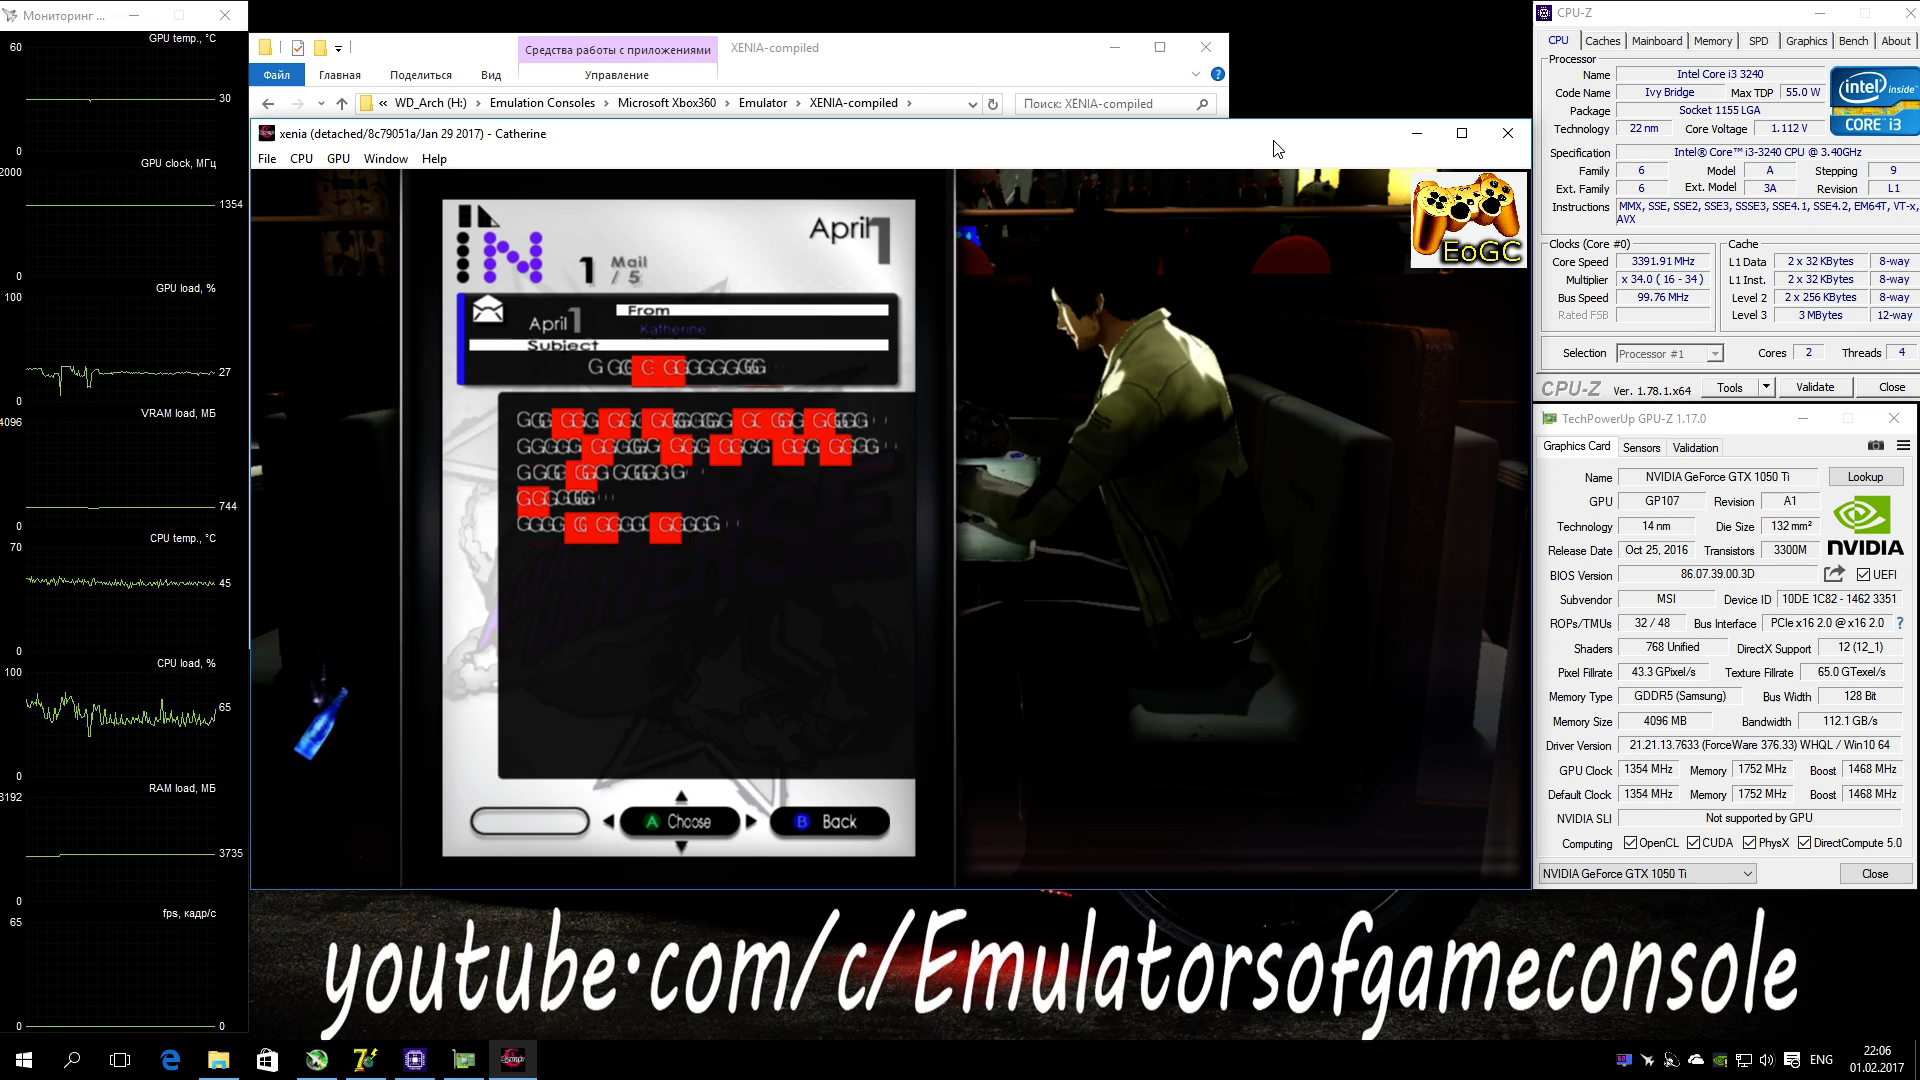 Мониторинг ...
GPU temp., °C
60
30
0
GPU clock, МГц
2000
1354
0
GPU load, %
100
27
0
VRAM load, МБ
4096
744
0
CPU temp., °C
70
45
0
CPU load, %
100
65
0
RAM load, МБ
8192
3735
0
fps, кадр/с
65
0
0
Средства работы с приложениями
XENIA-compiled
Файл
Главная
Поделиться
Вид
Управление
« WD_Arch (H:) › Emulation Consoles › Microsoft Xbox360 › Emulator › XENIA-compiled ›
Поиск: XENIA-compiled
xenia (detached/8c79051a/Jan 29 2017) - Catherine
File CPU GPU Window Help
IN
April 1
1 Mail / 5
April 1
From
Katherine
Subject
A Choose
B Back
EoGC
youtube.com/c/Emulatorsofgameconsole
CPU-Z
CPU Caches Mainboard Memory SPD Graphics Bench About
Processor
Name Intel Core i3 3240
Code Name Ivy Bridge Max TDP 55.0 W
Package Socket 1155 LGA
Technology 22 nm Core Voltage 1.112 V
intel inside™
CORE i3
Specification Intel® Core™ i3-3240 CPU @ 3.40GHz
Family 6 Model A Stepping 9
Ext. Family 6 Ext. Model 3A Revision L1
Instructions MMX, SSE, SSE2, SSE3, SSSE3, SSE4.1, SSE4.2, EM64T, VT-x, AVX
Clocks (Core #0)
Core Speed 3391.91 MHz
Multiplier x 34.0 ( 16 - 34 )
Bus Speed 99.76 MHz
Rated FSB
Cache
L1 Data 2 x 32 KBytes 8-way
L1 Inst. 2 x 32 KBytes 8-way
Level 2 2 x 256 KBytes 8-way
Level 3 3 MBytes 12-way
Selection Processor #1 Cores 2 Threads 4
CPU-Z Ver. 1.78.1.x64 Tools Validate Close
TechPowerUp GPU-Z 1.17.0
Graphics Card Sensors Validation
Name NVIDIA GeForce GTX 1050 Ti Lookup
GPU GP107 Revision A1
Technology 14 nm Die Size 132 mm²
Release Date Oct 25, 2016 Transistors 3300M
NVIDIA
BIOS Version 86.07.39.00.3D UEFI
Subvendor MSI Device ID 10DE 1C82 - 1462 3351
ROPs/TMUs 32 / 48 Bus Interface PCIe x16 2.0 @ x16 2.0 ?
Shaders 768 Unified DirectX Support 12 (12_1)
Pixel Fillrate 43.3 GPixel/s Texture Fillrate 65.0 GTexel/s
Memory Type GDDR5 (Samsung) Bus Width 128 Bit
Memory Size 4096 MB Bandwidth 112.1 GB/s
Driver Version 21.21.13.7633 (ForceWare 376.33) WHQL / Win10 64
GPU Clock 1354 MHz Memory 1752 MHz Boost 1468 MHz
Default Clock 1354 MHz Memory 1752 MHz Boost 1468 MHz
NVIDIA SLI Not supported by GPU
Computing OpenCL CUDA PhysX DirectCompute 5.0
NVIDIA GeForce GTX 1050 Ti Close
ENG
22:06
01.02.2017